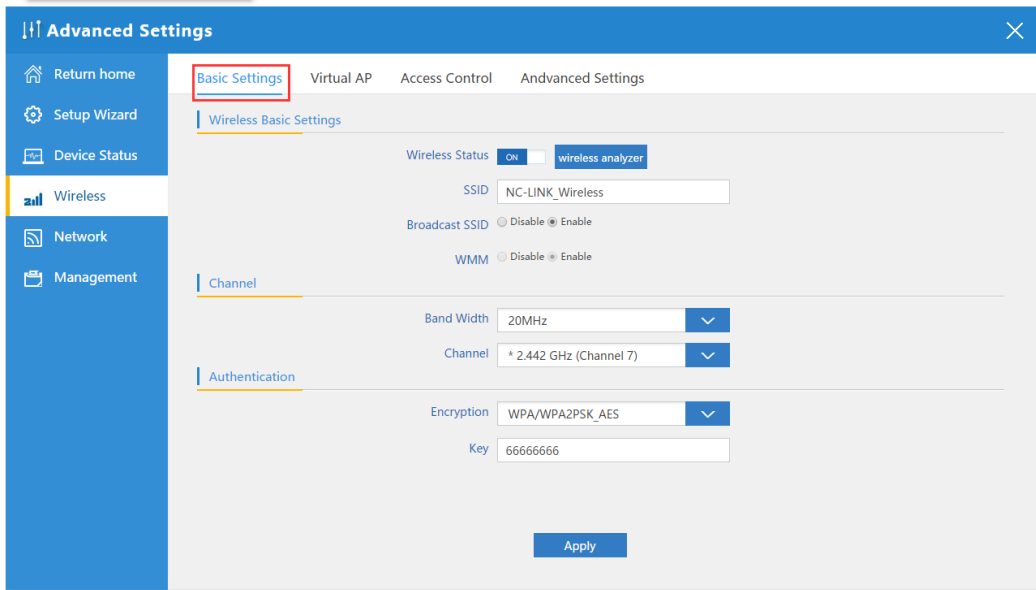 Advanced Settings
Return home
Setup Wizard
Device Status
Wireless
Network
Management
Basic Settings Virtual AP Access Control Andvanced Settings
Wireless Basic Settings
Wireless Status ON wireless analyzer
SSID NC-LINK_Wireless
Broadcast SSID Disable Enable
WMM Disable Enable
Channel
Band Width 20MHz
Channel * 2.442 GHz (Channel 7)
Authentication
Encryption WPA/WPA2PSK_AES
Key 66666666
Apply